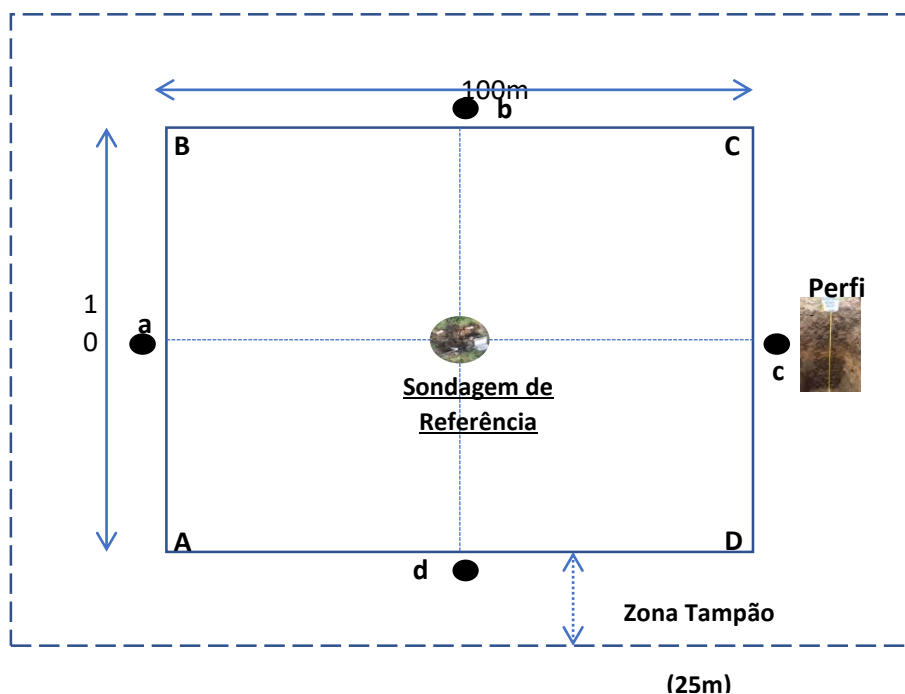 100m
b
B
C
1
0
a
Perfi
c
Sondagem de
Referência
A
D
d
Zona Tampão
(25m)